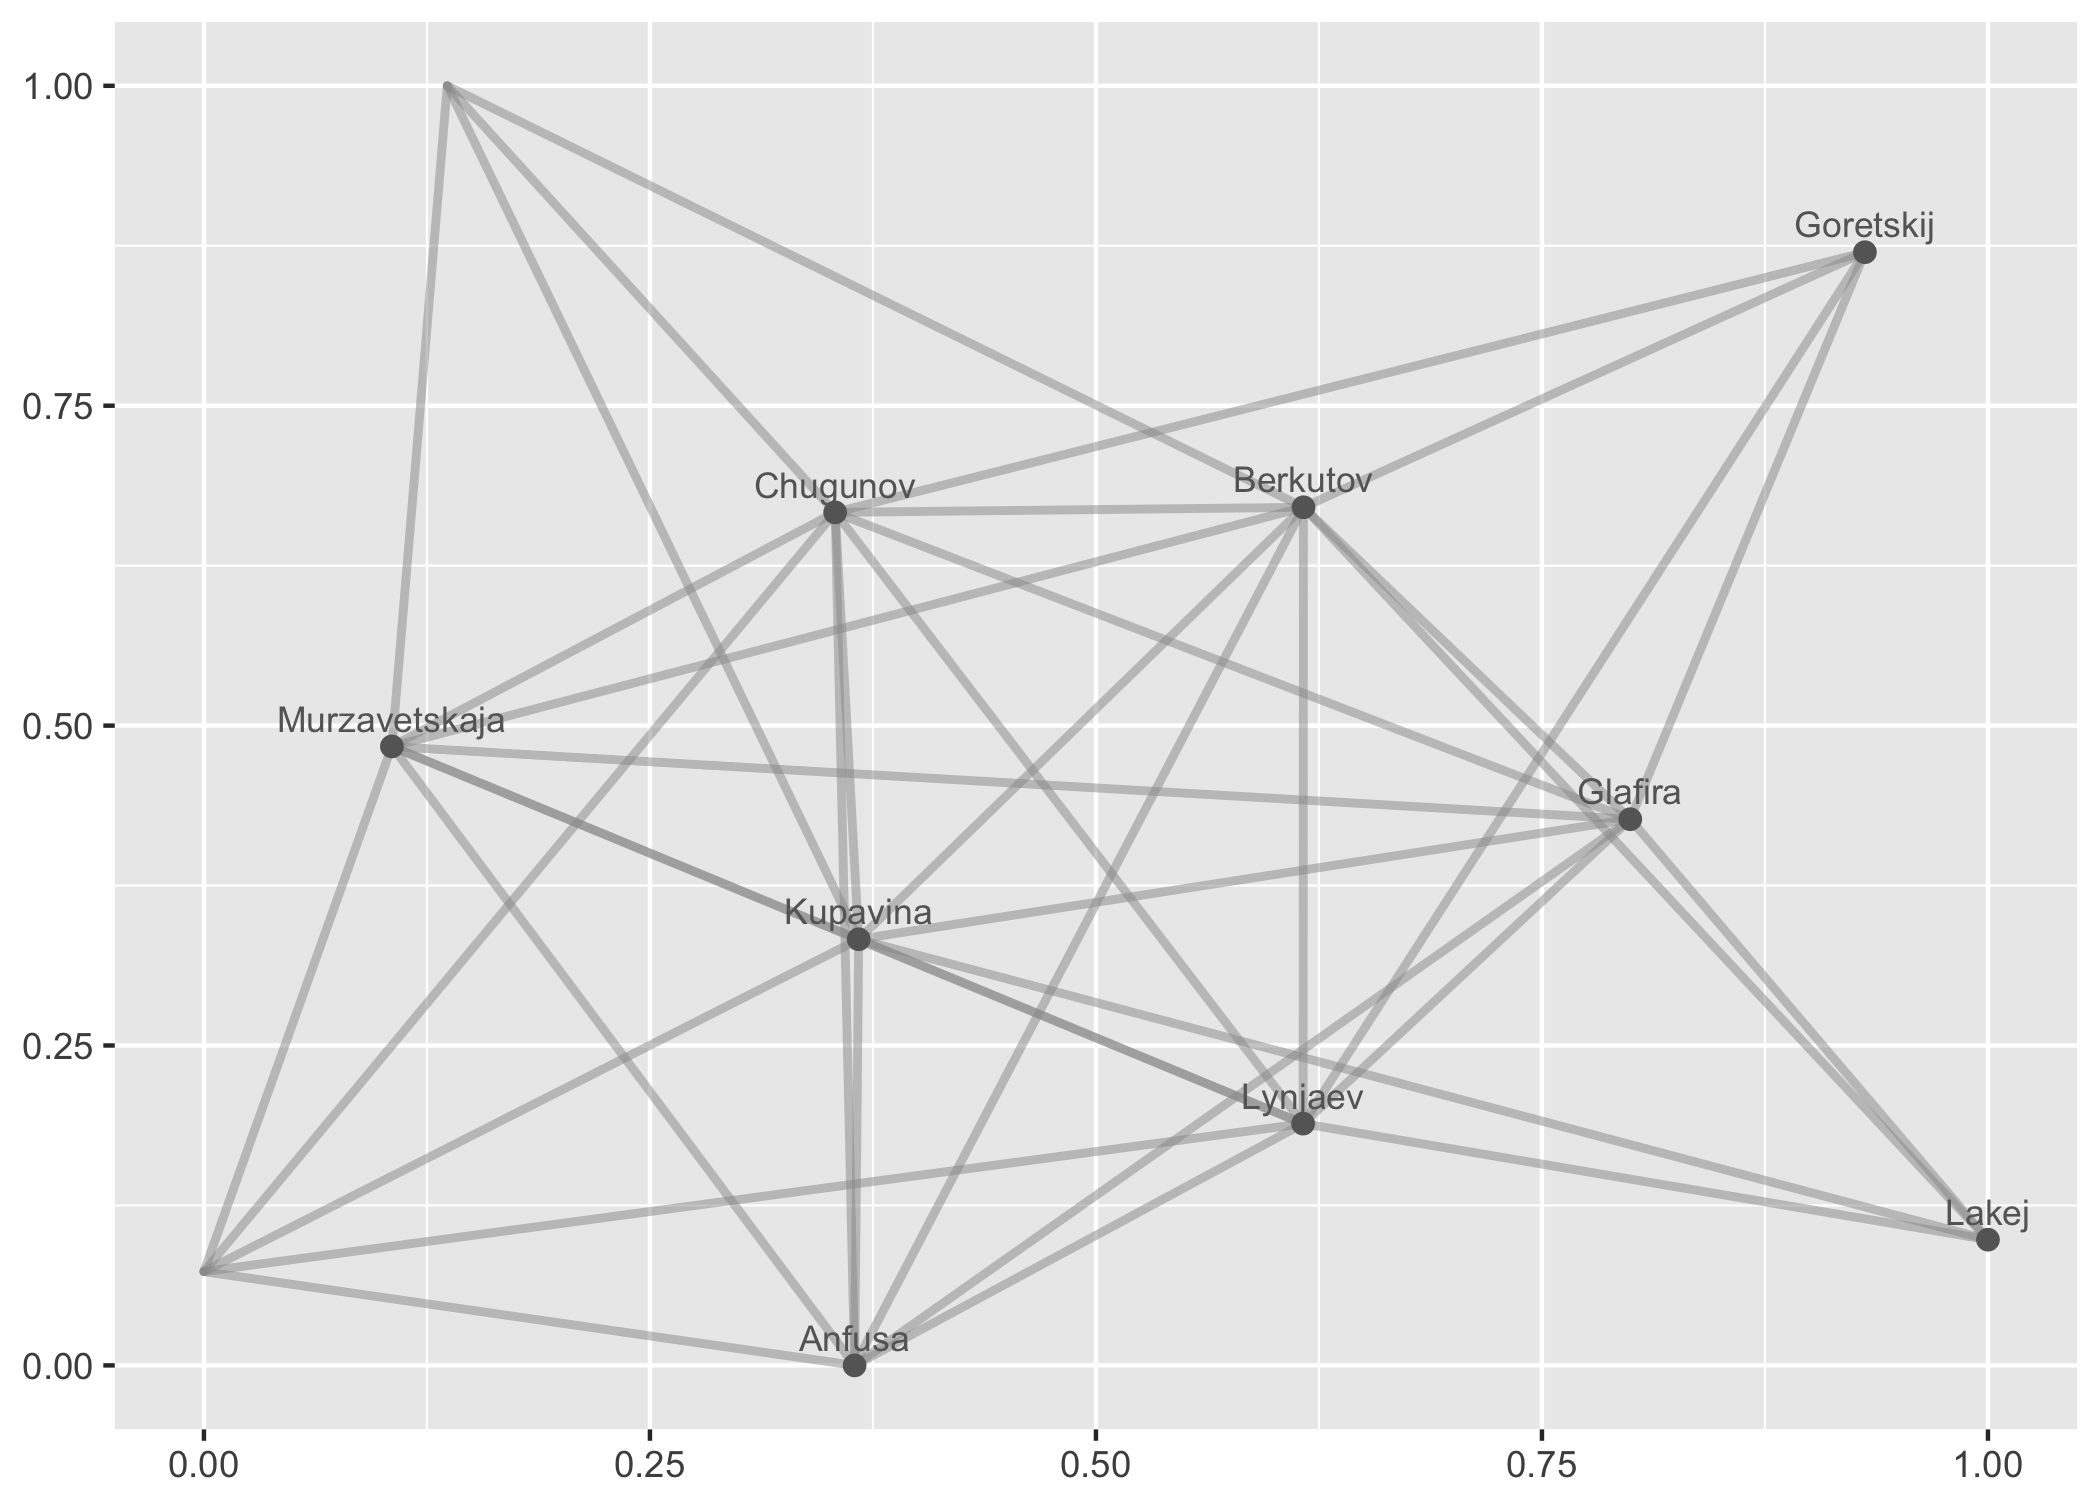 1.00
Goretskij
0.75
Chugunov
Berkutov
Murzavetskaja
0.50
Glafira
Kupavina
0.25
Lynjaev
Lakej
Anfusa
0.00
0.00 0.25 0.50 0.75 1.00